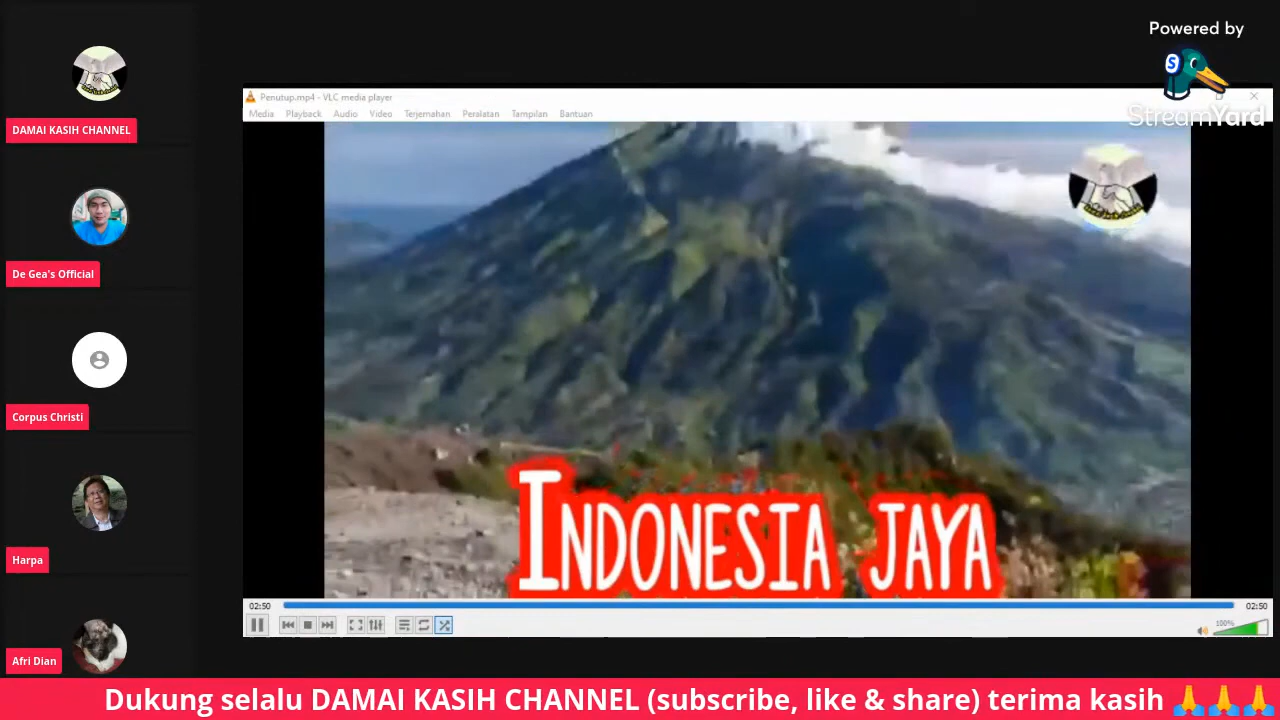 Powered by
StreamYard
DAMAI KASIH CHANNEL
De Gea's Official
Corpus Christi
Harpa
Afri Dian
Penutup.mp4 - VLC media player
Media Playback Audio Video Terjemahan Peralatan Tampilan Bantuan
INDONESIA JAYA
02:50 02:50
100%
Dukung selalu DAMAI KASIH CHANNEL (subscribe, like & share) terima kasih 🙏🙏🙏